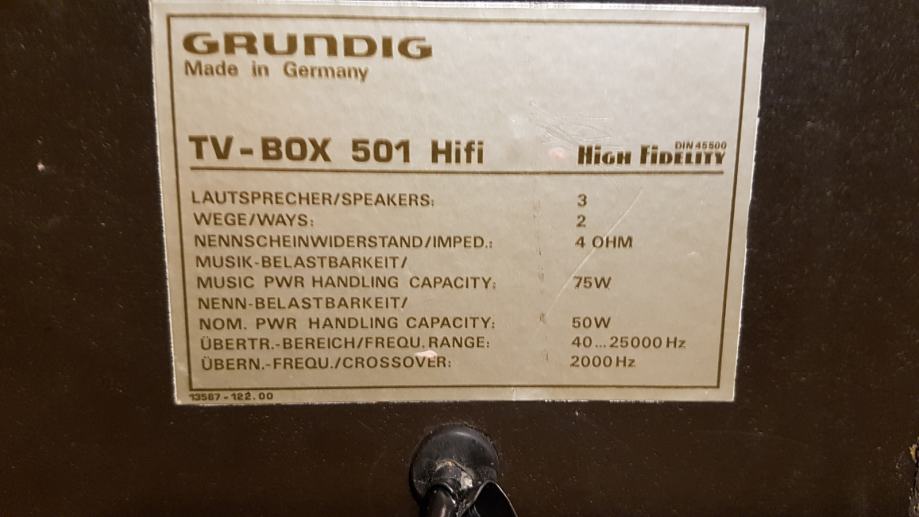 GRUNDIG
Made in Germany
TV-BOX 501 Hifi
DIN 45500
HIGH FIDELITY
LAUTSPRECHER/SPEAKERS: 3
WEGE/WAYS: 2
NENNSCHEINWIDERSTAND/IMPED.: 4 OHM
MUSIK-BELASTBARKEIT/
MUSIC PWR HANDLING CAPACITY: 75W
NENN-BELASTBARKEIT/
NOM. PWR HANDLING CAPACITY: 50W
ÜBERTR.-BEREICH/FREQU. RANGE: 40...25000 Hz
ÜBERN.-FREQU./CROSSOVER: 2000 Hz
13587-122.00